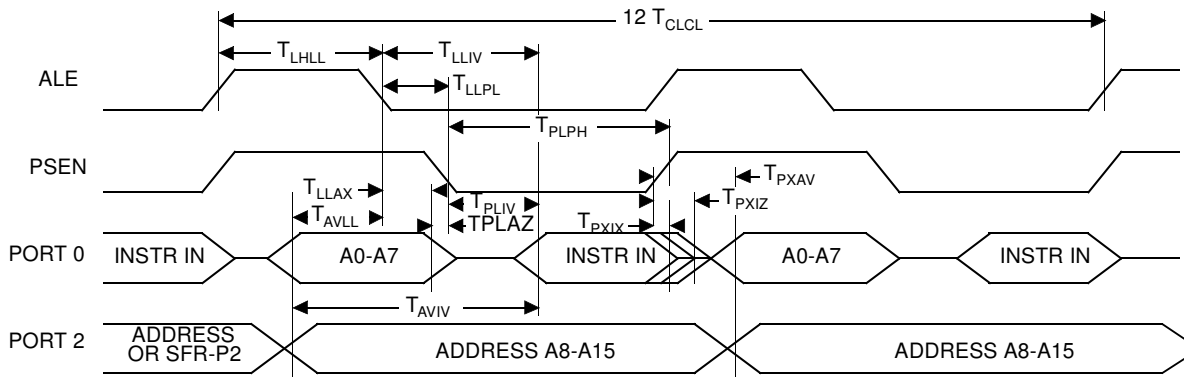 12 TCLCL
TLHLL TLLIV
ALE
TLLPL
TPLPH
PSEN
TPXAV
TLLAX
TPXIZ
TPLIV
TAVLL
TPLAZ
TPXIX
PORT 0 INSTR IN A0-A7 INSTR IN A0-A7 INSTR IN
TAVIV
PORT 2 ADDRESS
OR SFR-P2 ADDRESS A8-A15 ADDRESS A8-A15